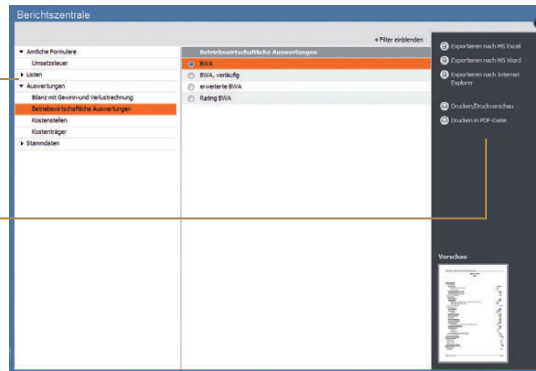 Berichtszentrale
+ Filter einblenden
Amtliche Formulare
Umsatzsteuer
Listen
Auswertungen
Bilanz mit Gewinn-und Verlustrechnung
Betriebswirtschaftliche Auswertungen
Kostenstellen
Kostenträger
Stammdaten
Betriebswirtschaftliche Auswertungen
BWA
BWA, vorläufig
erweiterte BWA
Rating BWA
Exportieren nach MS Excel
Exportieren nach MS Word
Exportieren nach Internet
Explorer
Drucken/Druckvorschau
Drucken in PDF-Datei
Vorschau